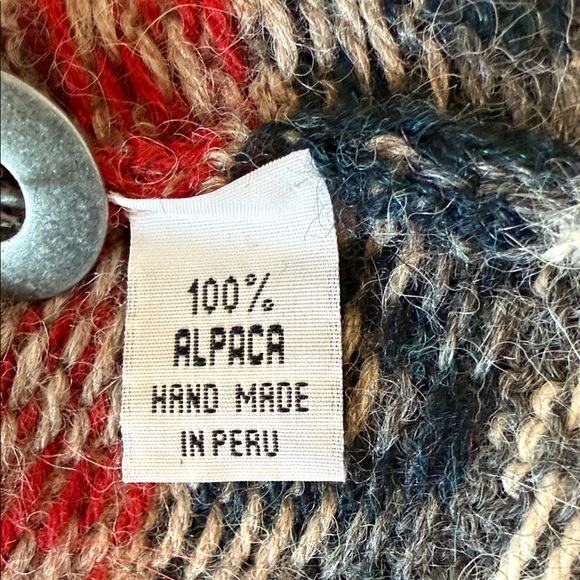 100%
ALPACA
HAND MADE
IN PERU